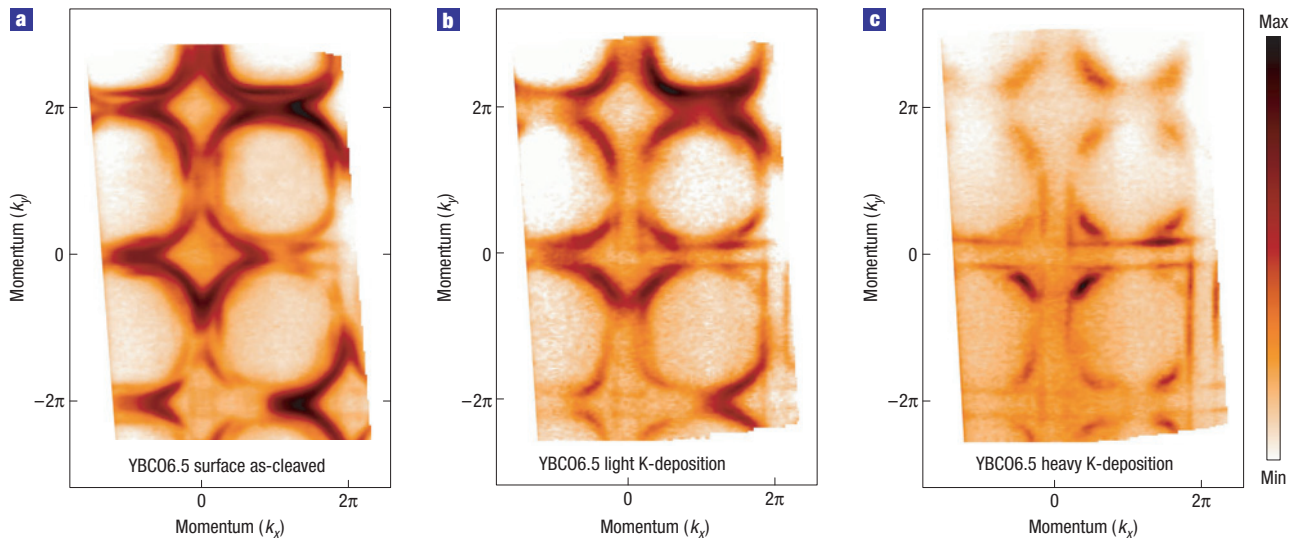 a
b
c
Max
Min
2π
0
−2π
Momentum (ky)
YBCO6.5 surface as-cleaved
0
2π
Momentum (kx)
2π
0
−2π
Momentum (ky)
YBCO6.5 light K-deposition
0
2π
Momentum (kx)
2π
0
−2π
Momentum (ky)
YBCO6.5 heavy K-deposition
0
2π
Momentum (kx)